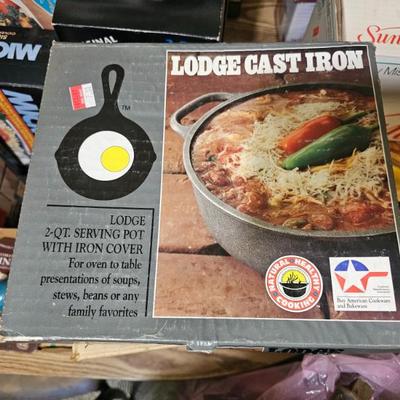 LODGE CAST IRON
TM
LODGE
2-QT. SERVING POT
WITH IRON COVER
For oven to table
presentations of soups,
stews, beans or any
family favorites
NATURAL HEALTHY
COOKING
Buy American Cookware
and Bakeware